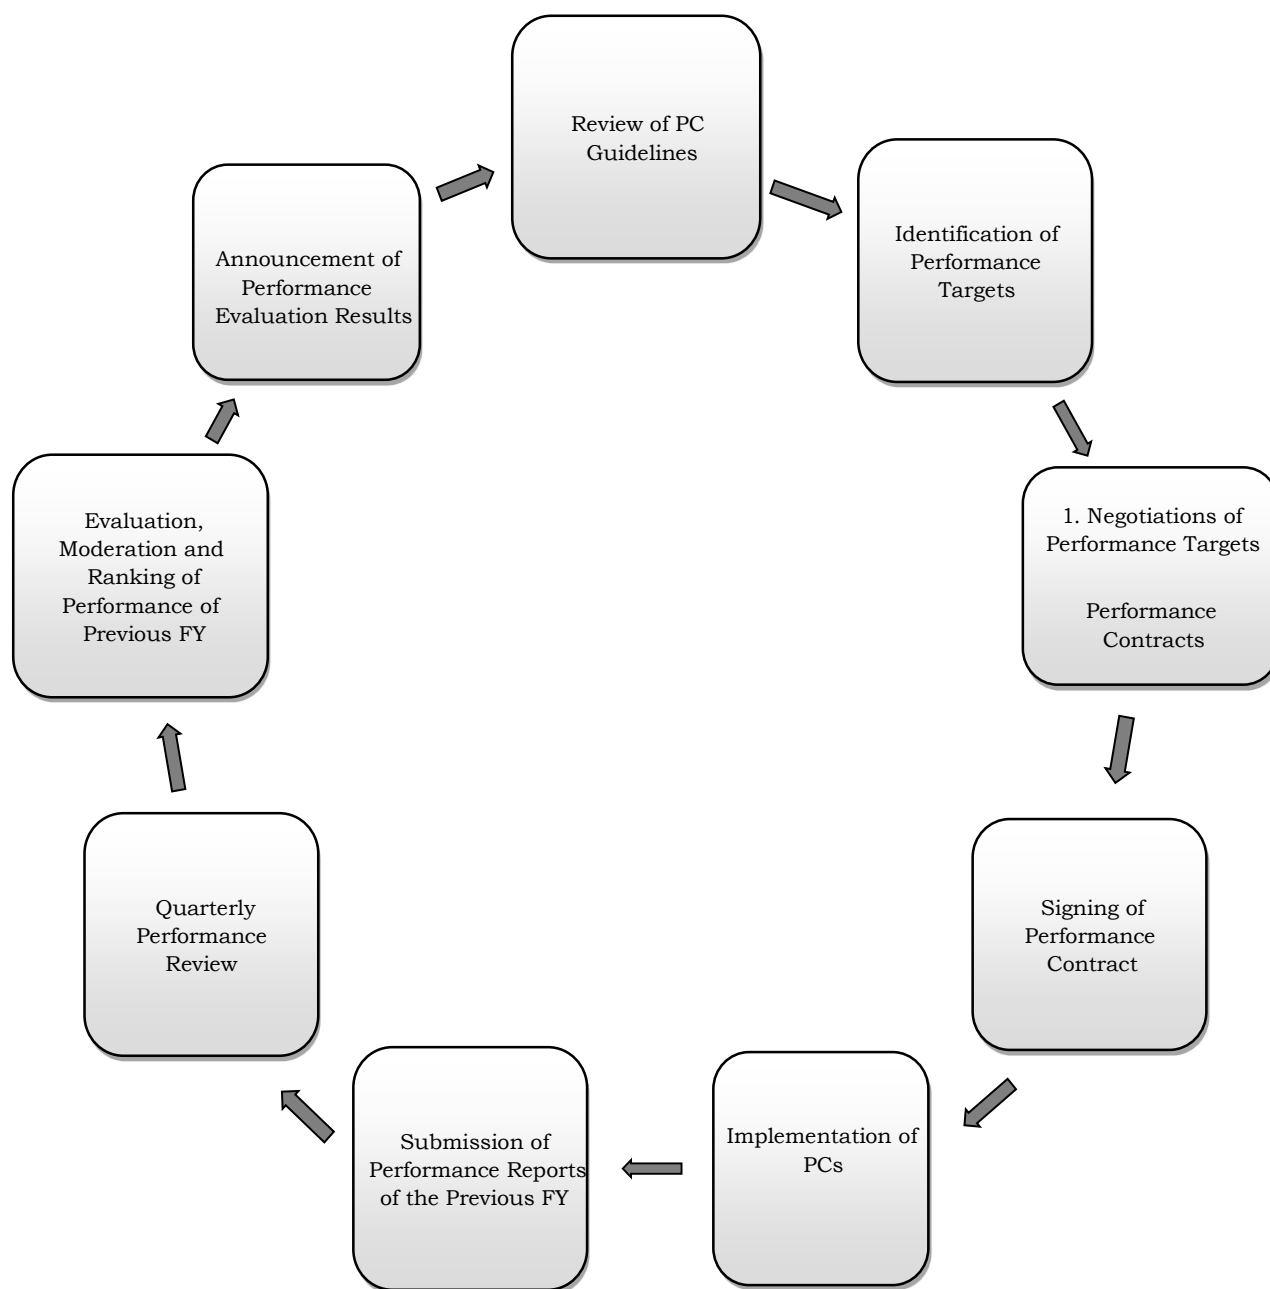 Review of PC
Guidelines
Identification of
Performance
Targets
1. Negotiations of
Performance Targets
Performance
Contracts
Signing of
Performance
Contract
Implementation of
PCs
Submission of
Performance Reports
of the Previous FY
Quarterly
Performance
Review
Evaluation,
Moderation and
Ranking of
Performance of
Previous FY
Announcement of
Performance
Evaluation Results